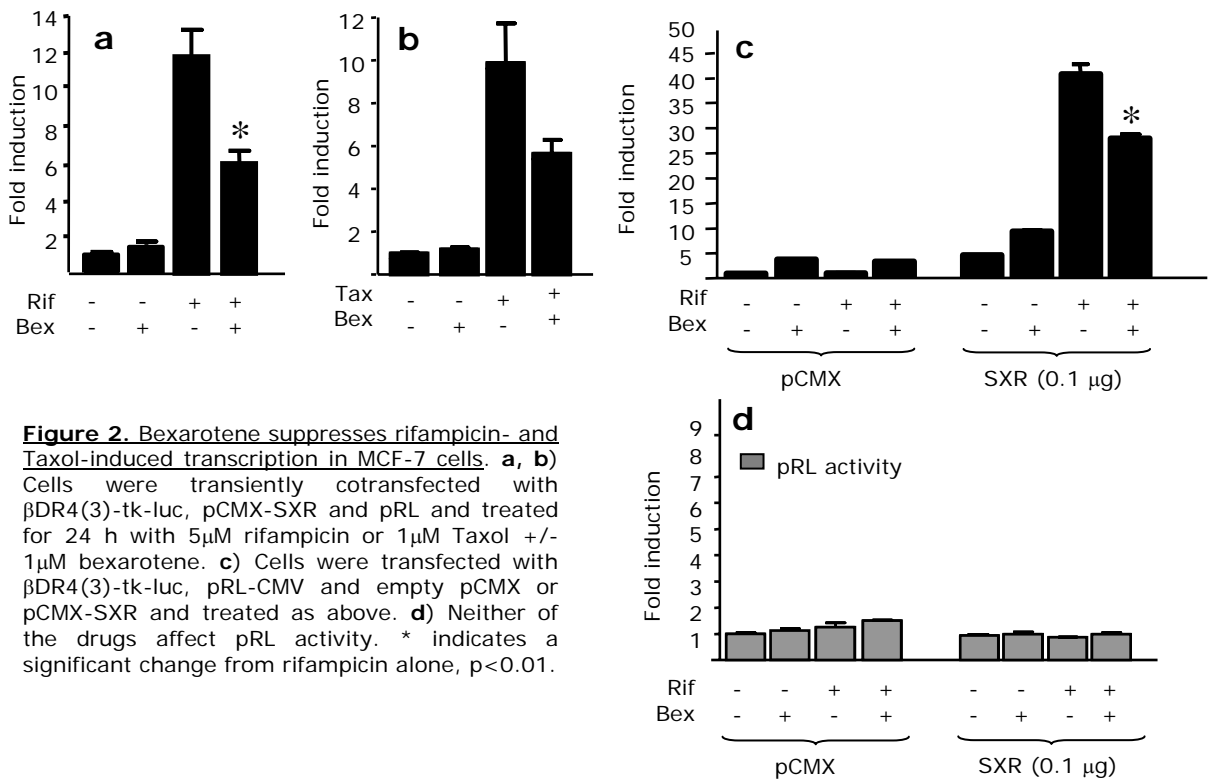 a
14
12
10
8
6
4
2
Fold induction
*
Rif - - + +
Bex - + - +
b
12
10
8
6
4
2
Fold induction
Tax - - + +
Bex - + - +
c
50
45
40
35
30
25
20
15
10
5
Fold induction
*
Rif - - + + - - + +
Bex - + - + - + - +
pCMX SXR (0.1 μg)
Figure 2. Bexarotene suppresses rifampicin- and
Taxol-induced transcription in MCF-7 cells. a, b)
Cells were transiently cotransfected with
βDR4(3)-tk-luc, pCMX-SXR and pRL and treated
for 24 h with 5μM rifampicin or 1μM Taxol +/-
1μM bexarotene. c) Cells were transfected with
βDR4(3)-tk-luc, pRL-CMV and empty pCMX or
pCMX-SXR and treated as above. d) Neither of
the drugs affect pRL activity. * indicates a
significant change from rifampicin alone, p<0.01.
d
9
8
7
6
5
4
3
2
1
Fold induction
pRL activity
Rif - - + + - - + +
Bex - + - + - + - +
pCMX SXR (0.1 μg)